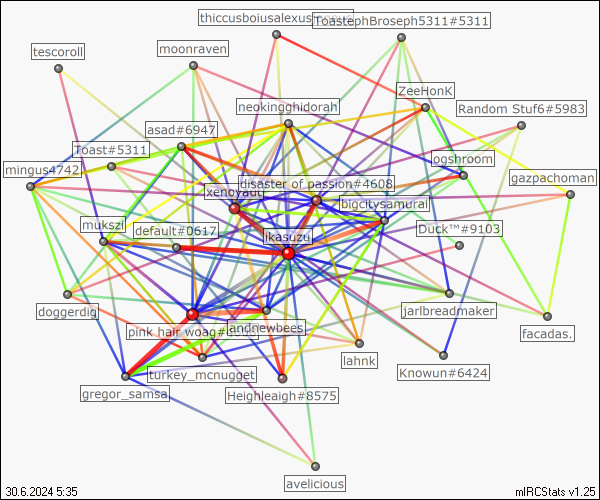 thiccusboiusalexus
ToastephBroseph5311#5311
tescoroll
moonraven
ZeeHonK
neokingghidorah
Random Stuf6#5983
asad#6947
Toast#5311
ogshroom
mingus4742
disaster of passion#4608
xenoyaut
gazpachoman
bigcitysamurai
mukszi
default#0617
Duck™#9103
ikasuzu
doggerdig
jarlbreadmaker
pink hair woag#
landnewbees
facadas.
lahnk
turkey_mcnugget
Knowun#6424
gregor_samsa
Heighleaigh#8575
avelicious
30.6.2024 5:35
mIRCStats v1.25